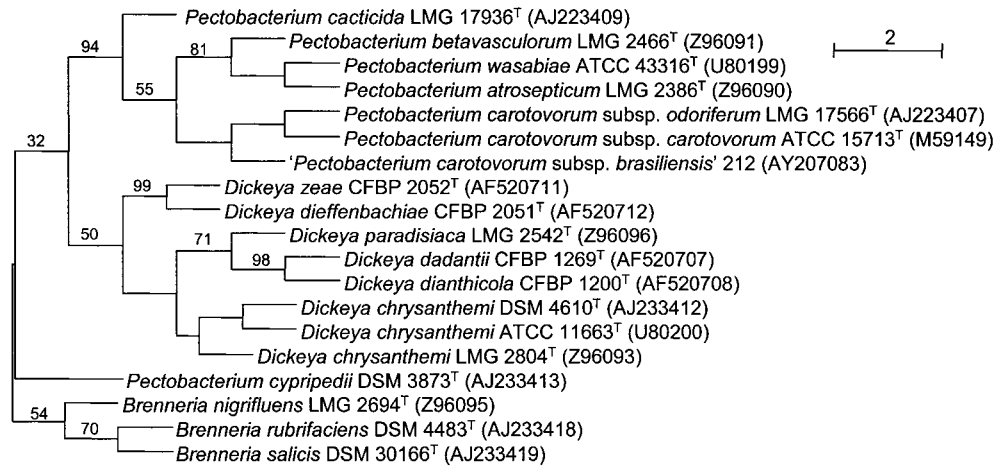 Pectobacterium cacticida LMG 17936ᵀ (AJ223409)
94
81
Pectobacterium betavasculorum LMG 2466ᵀ (Z96091)
2
Pectobacterium wasabiae ATCC 43316ᵀ (U80199)
55
Pectobacterium atrosepticum LMG 2386ᵀ (Z96090)
Pectobacterium carotovorum subsp. odoriferum LMG 17566ᵀ (AJ223407)
32
Pectobacterium carotovorum subsp. carotovorum ATCC 15713ᵀ (M59149)
'Pectobacterium carotovorum subsp. brasiliensis' 212 (AY207083)
99
Dickeya zeae CFBP 2052ᵀ (AF520711)
Dickeya dieffenbachiae CFBP 2051ᵀ (AF520712)
50
71
Dickeya paradisiaca LMG 2542ᵀ (Z96096)
98
Dickeya dadantii CFBP 1269ᵀ (AF520707)
Dickeya dianthicola CFBP 1200ᵀ (AF520708)
Dickeya chrysanthemi DSM 4610ᵀ (AJ233412)
Dickeya chrysanthemi ATCC 11663ᵀ (U80200)
Dickeya chrysanthemi LMG 2804ᵀ (Z96093)
Pectobacterium cypripedii DSM 3873ᵀ (AJ233413)
54
Brenneria nigrifluens LMG 2694ᵀ (Z96095)
70
Brenneria rubrifaciens DSM 4483ᵀ (AJ233418)
Brenneria salicis DSM 30166ᵀ (AJ233419)